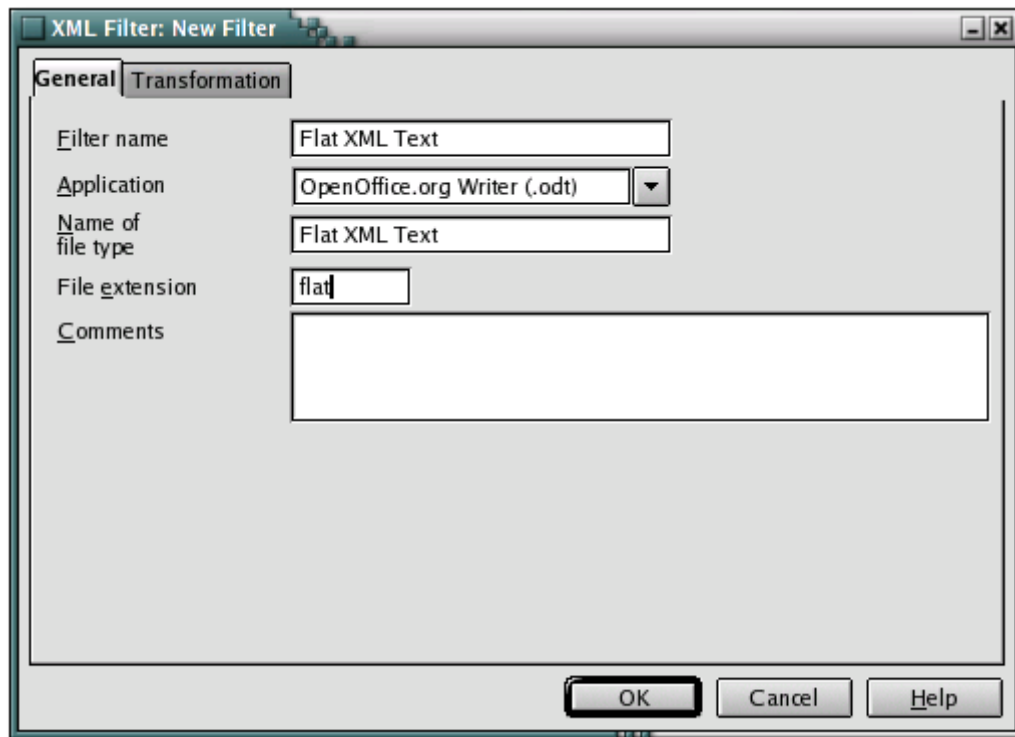 XML Filter: New Filter
General Transformation
Filter name Flat XML Text
Application OpenOffice.org Writer (.odt)
Name of
file type Flat XML Text
File extension flat
Comments
OK Cancel Help